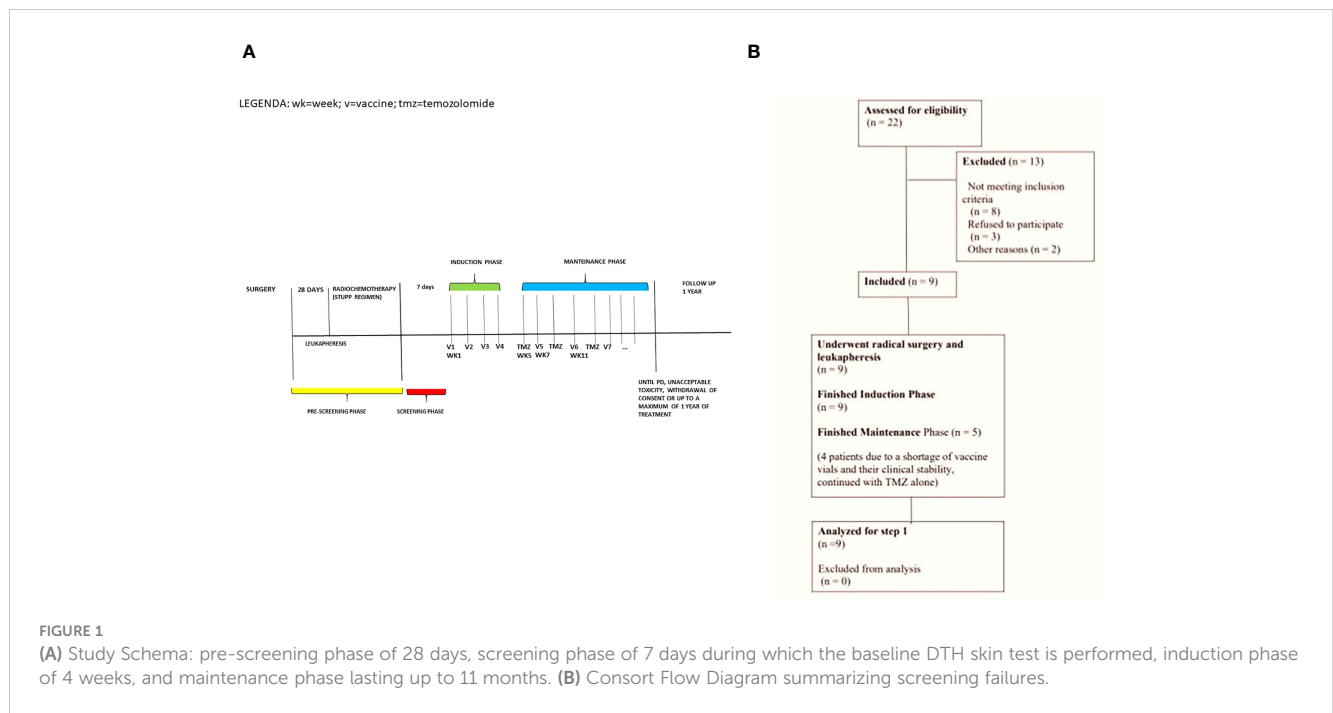 A
LEGENDA: wk=week; v=vaccine; tmz=temozolomide
INDUCTION PHASE
MANTEINANCE PHASE
SURGERY
28 DAYS
RADIOCHEMOTHERAPY
(STUPP REGIMEN)
7 days
FOLLOW UP
1 YEAR
LEUKAPHERESIS
V1
WK1
V2
V3
V4
TMZ
WK5
V5
WK7
TMZ
V6
WK11
TMZ
V7
...
PRE-SCREENING PHASE
SCREENING PHASE
UNTIL PD, UNACCEPTABLE
TOXICITY, WITHDRAWAL OF
CONSENT OR UP TO A
MAXIMUM OF 1 YEAR OF
TREATMENT
B
Assessed for eligibility
(n = 22)
Excluded (n = 13)
Not meeting inclusion
criteria
(n = 8)
Refused to participate
(n = 3)
Other reasons (n = 2)
Included (n = 9)
Underwent radical surgery and
leukapheresis
(n = 9)
Finished Induction Phase
(n = 9)
Finished Maintenance Phase (n = 5)
(4 patients due to a shortage of vaccine
vials and their clinical stability,
continued with TMZ alone)
Analyzed for step 1
(n =9)
Excluded from analysis
(n = 0)
FIGURE 1
(A) Study Schema: pre-screening phase of 28 days, screening phase of 7 days during which the baseline DTH skin test is performed, induction phase
of 4 weeks, and maintenance phase lasting up to 11 months. (B) Consort Flow Diagram summarizing screening failures.